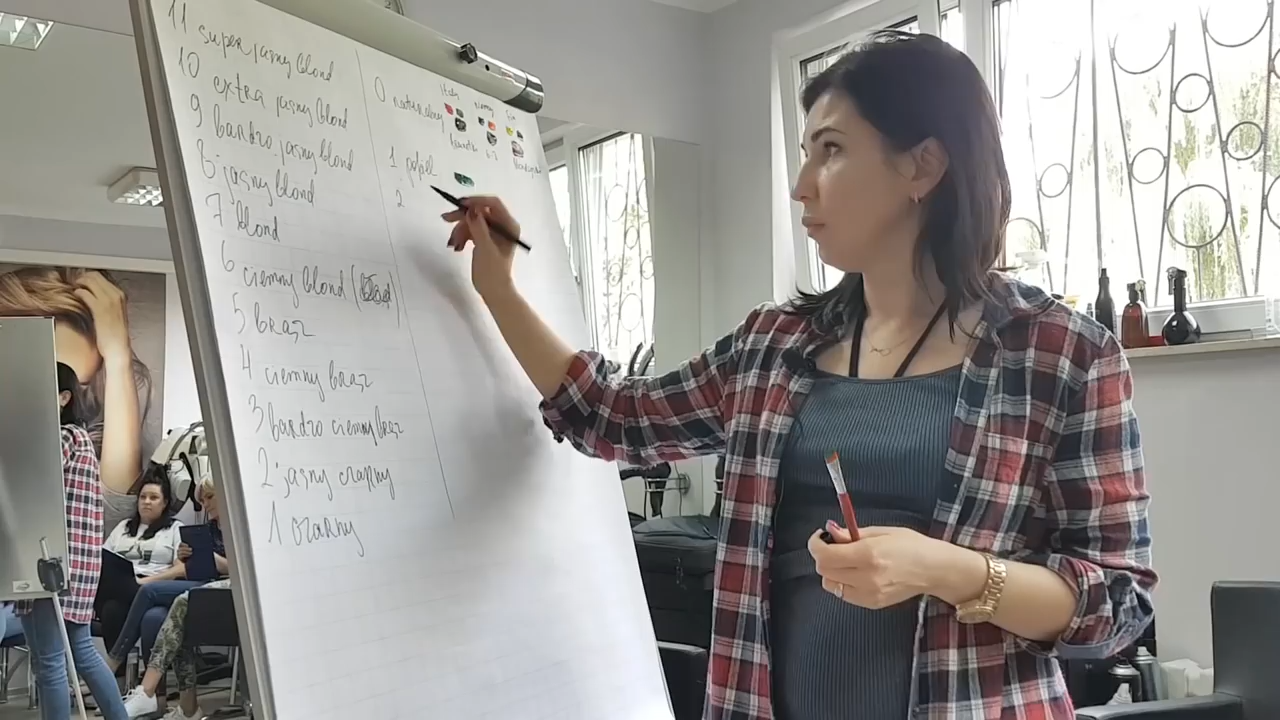 11 super jasny blond
10 extra jasny blond
9 bardzo jasny blond
8 jasny blond
7 blond
6 ciemny blond
5 brąz
4 ciemny brąz
3 bardzo ciemny brąz
2 jasny czarny
1 czarny
0 naturalny
1 popiel
2